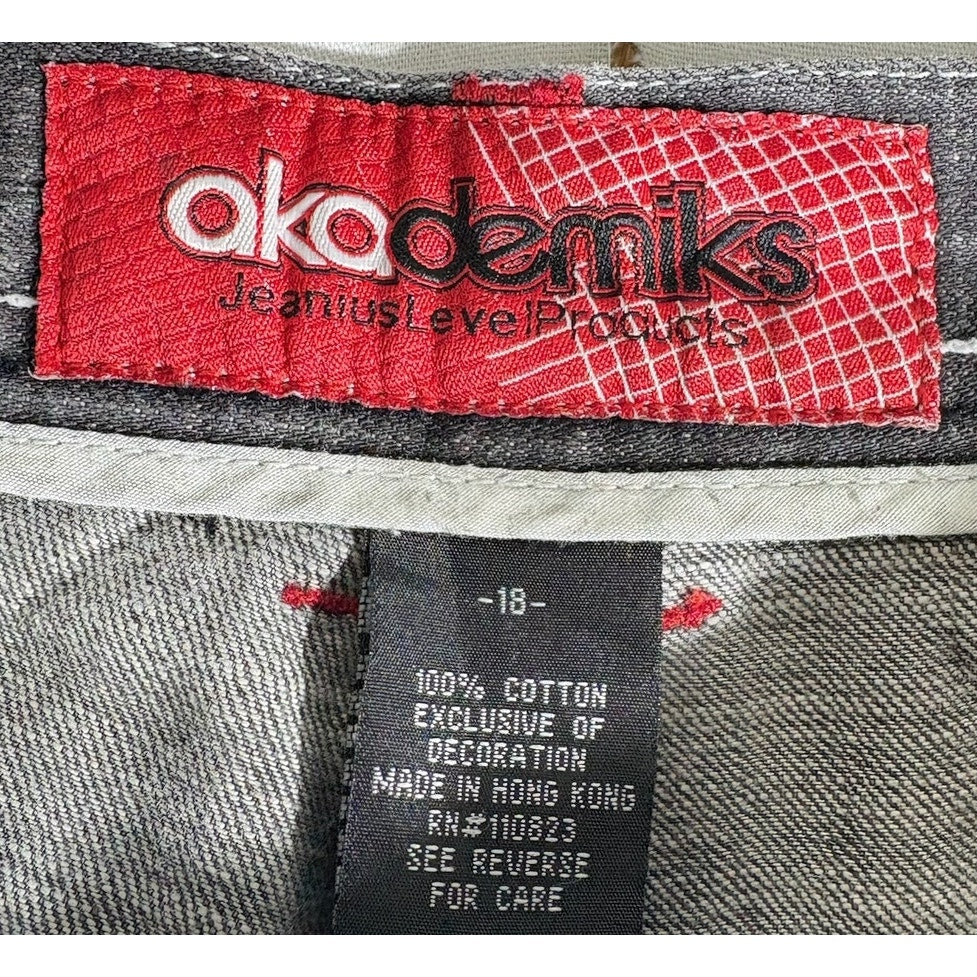 akademiks
JeaniusLevelProducts
-18-
100% COTTON
EXCLUSIVE OF
DECORATION
MADE IN HONG KONG
RN#110823
SEE REVERSE
FOR CARE